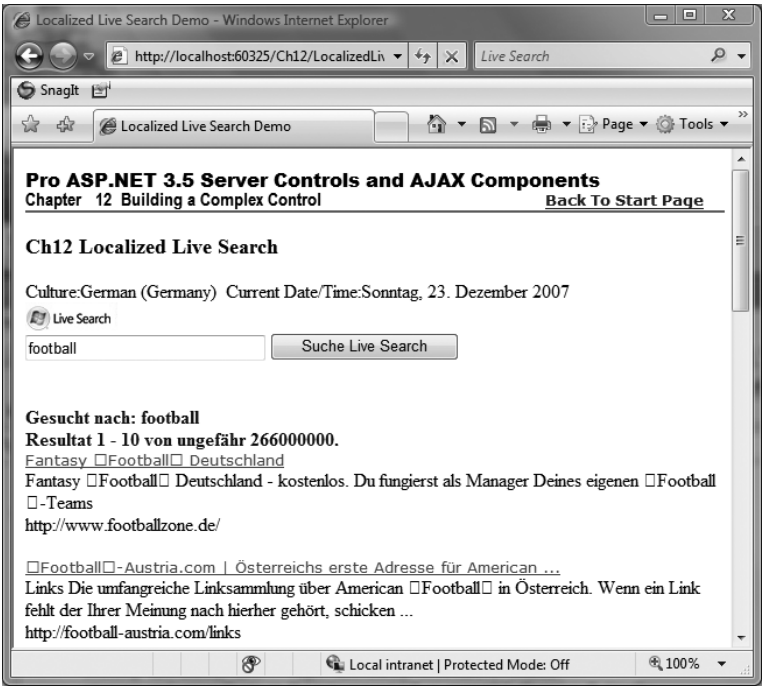 Localized Live Search Demo - Windows Internet Explorer
http://localhost:60325/Ch12/LocalizedLiv
Live Search
SnagIt
Localized Live Search Demo
Page
Tools
Pro ASP.NET 3.5 Server Controls and AJAX Components
Chapter 12 Building a Complex Control
Back To Start Page
Ch12 Localized Live Search
Culture:German (Germany) Current Date/Time:Sonntag, 23. Dezember 2007
Live Search
football
Suche Live Search
Gesucht nach: football
Resultat 1 - 10 von ungefähr 266000000.
Fantasy □Football□ Deutschland
Fantasy □Football□ Deutschland - kostenlos. Du fungierst als Manager Deines eigenen □Football
□-Teams
http://www.footballzone.de/
□Football□-Austria.com | Österreichs erste Adresse für American ...
Links Die umfangreiche Linksammlung über American □Football□ in Österreich. Wenn ein Link
fehlt der Ihrer Meinung nach hierher gehört, schicken ...
http://football-austria.com/links
Local intranet | Protected Mode: Off
100%